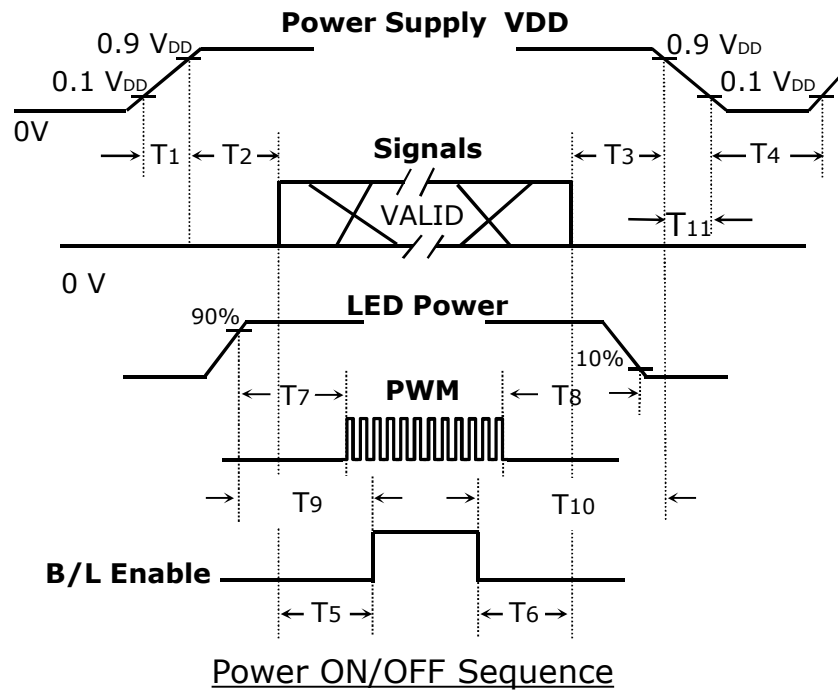 Power Supply VDD
0.9 VDD
0.9 VDD
0.1 VDD
0.1 VDD
0V
T1
T2
Signals
T3
T4
VALID
T11
0 V
LED Power
90%
10%
T7
PWM
T8
T9
T10
B/L Enable
T5
T6
Power ON/OFF Sequence